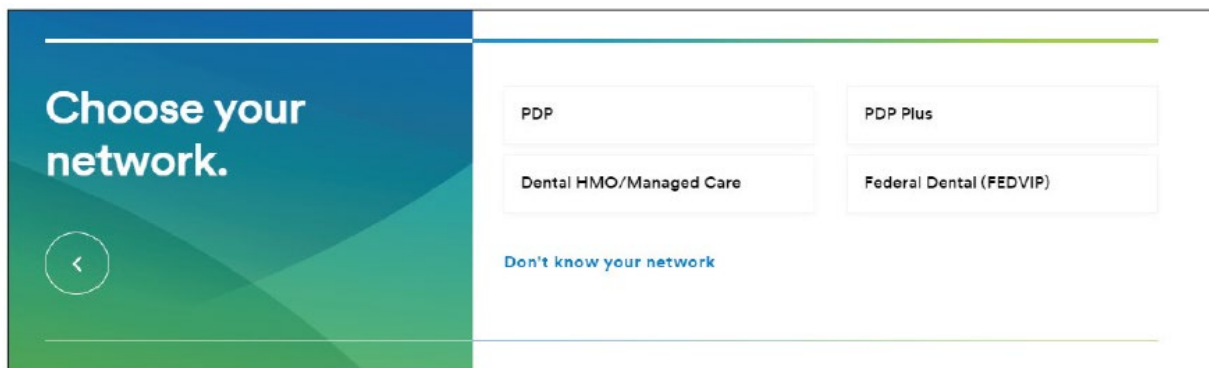 Choose your
network.
PDP
PDP Plus
Dental HMO/Managed Care
Federal Dental (FEDVIP)
Don't know your network